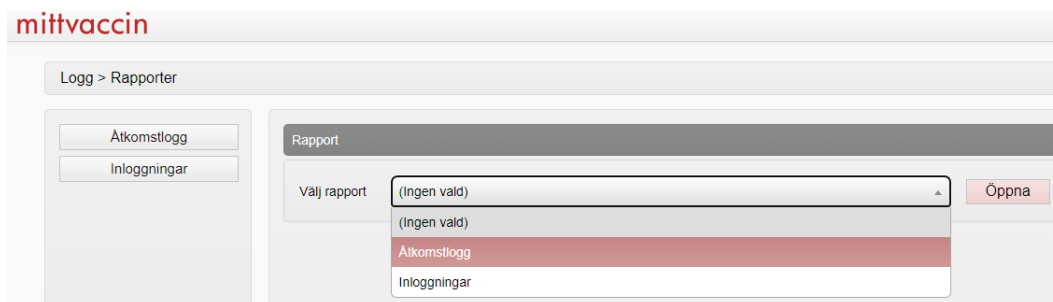 mittvaccin
Logg > Rapporter
Åtkomstlogg
Inloggningar
Rapport
Välj rapport (Ingen vald) Öppna
(Ingen vald)
Åtkomstlogg
Inloggningar